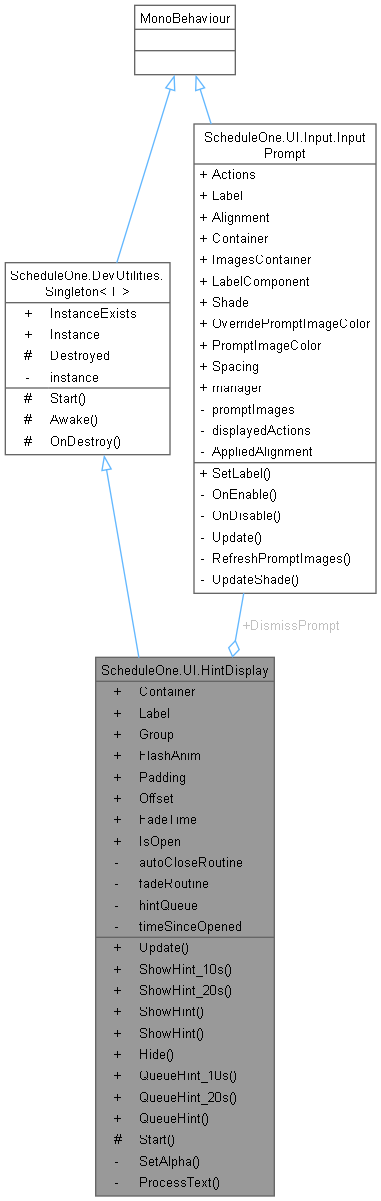 MonoBehaviour
ScheduleOne.UI.Input.Input
Prompt
+ Actions
+ Label
+ Alignment
+ Container
+ ImagesContainer
+ LabelComponent
+ Shade
+ OverridePromptImageColor
+ PromptImageColor
+ Spacing
+ manager
- promptImages
- displayedActions
- AppliedAlignment
+ SetLabel()
- OnEnable()
- OnDisable()
- Update()
- RefreshPromptImages()
- UpdateShade()
ScheduleOne.DevUtilities.
Singleton< T >
+ InstanceExists
+ Instance
# Destroyed
- instance
# Start()
# Awake()
# OnDestroy()
+DismissPrompt
ScheduleOne.UI.HintDisplay
+ Container
+ Label
+ Group
+ FlashAnim
+ Padding
+ Offset
+ FadeTime
+ IsOpen
- autoCloseRoutine
- fadeRoutine
- hintQueue
- timeSinceOpened
+ Update()
+ ShowHint_10s()
+ ShowHint_20s()
+ ShowHint()
+ ShowHint()
+ Hide()
+ QueueHint_10s()
+ QueueHint_20s()
+ QueueHint()
# Start()
- SetAlpha()
- ProcessText()